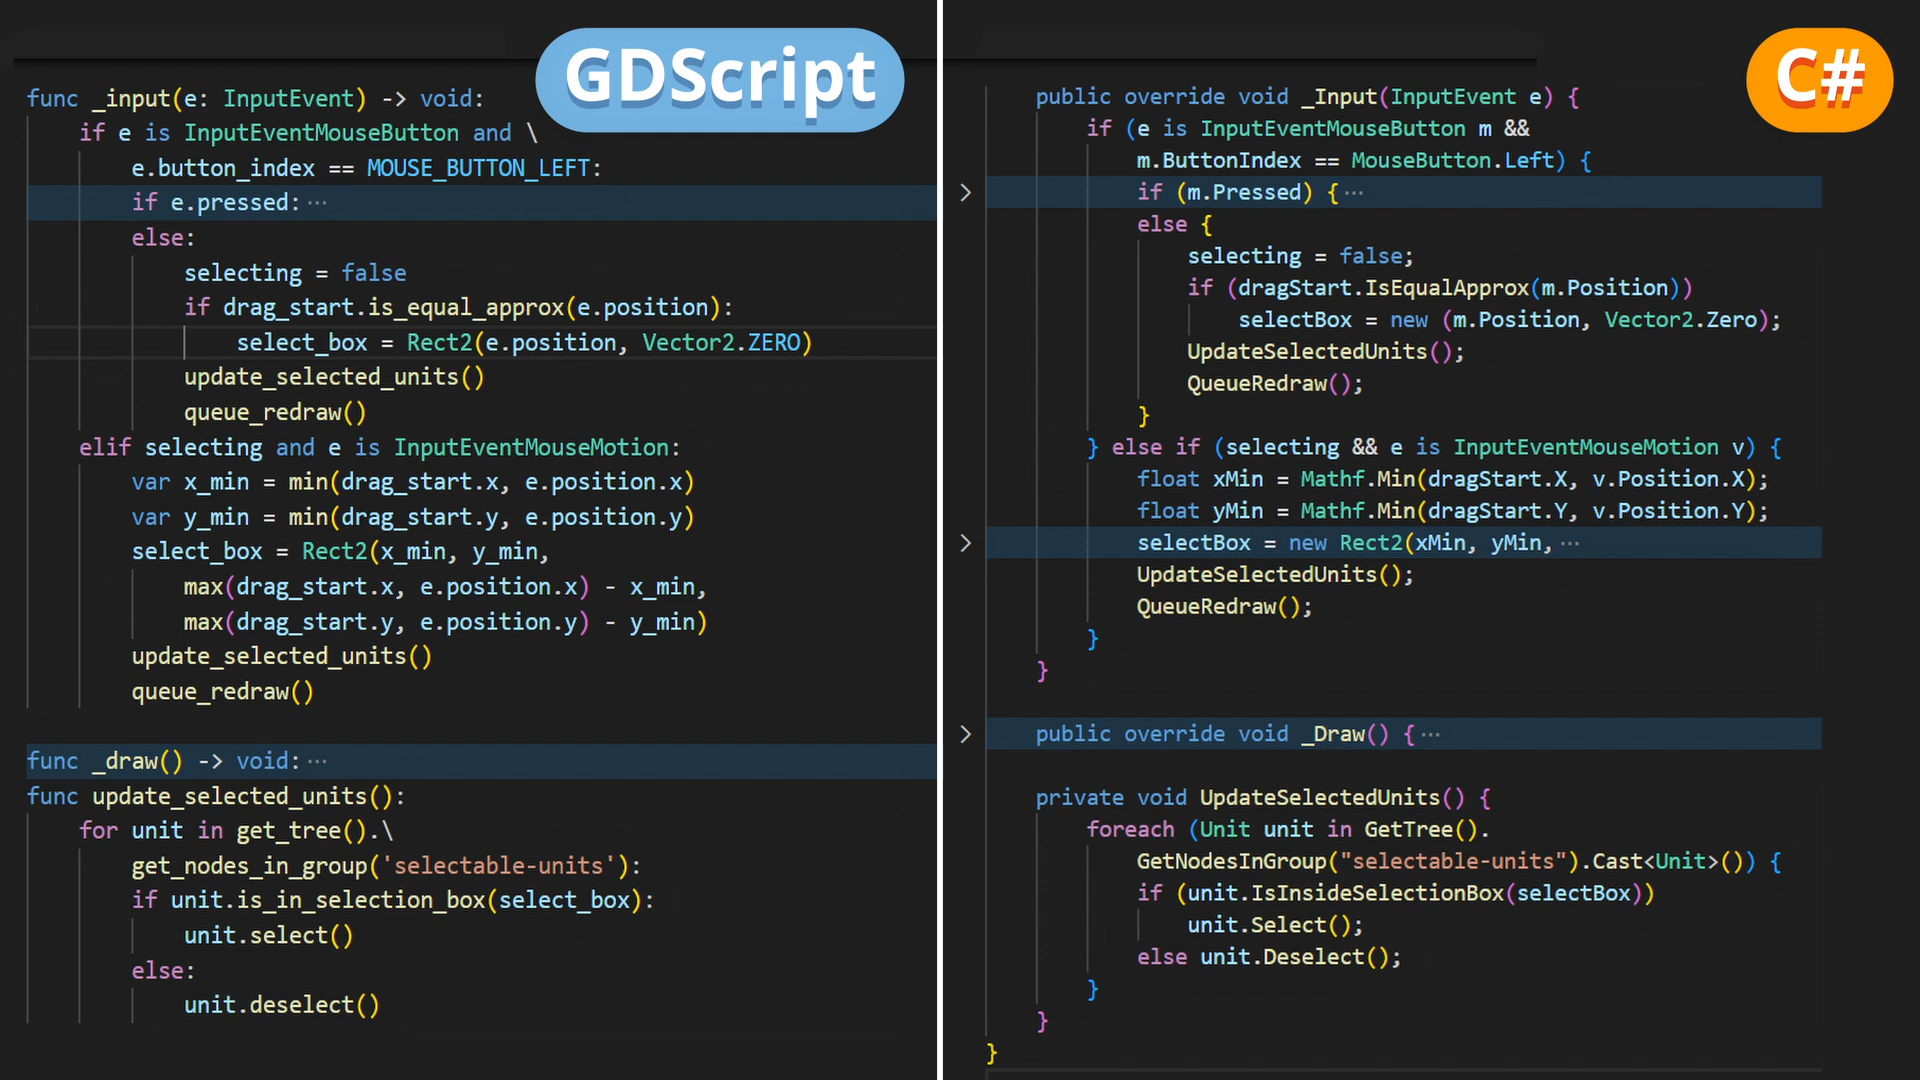 GDScript
func _input(e: InputEvent) -> void:
if e is InputEventMouseButton and \
e.button_index == MOUSE_BUTTON_LEFT:
if e.pressed:···
else:
selecting = false
if drag_start.is_equal_approx(e.position):
select_box = Rect2(e.position, Vector2.ZERO)
update_selected_units()
queue_redraw()
elif selecting and e is InputEventMouseMotion:
var x_min = min(drag_start.x, e.position.x)
var y_min = min(drag_start.y, e.position.y)
select_box = Rect2(x_min, y_min,
max(drag_start.x, e.position.x) - x_min,
max(drag_start.y, e.position.y) - y_min)
update_selected_units()
queue_redraw()
func _draw() -> void:···
func update_selected_units():
for unit in get_tree().\
get_nodes_in_group('selectable-units'):
if unit.is_in_selection_box(select_box):
unit.select()
else:
unit.deselect()
C#
public override void _Input(InputEvent e) {
if (e is InputEventMouseButton m &&
m.ButtonIndex == MouseButton.Left) {
if (m.Pressed) {···
else {
selecting = false;
if (dragStart.IsEqualApprox(m.Position))
selectBox = new (m.Position, Vector2.Zero);
UpdateSelectedUnits();
QueueRedraw();
}
} else if (selecting && e is InputEventMouseMotion v) {
float xMin = Mathf.Min(dragStart.X, v.Position.X);
float yMin = Mathf.Min(dragStart.Y, v.Position.Y);
selectBox = new Rect2(xMin, yMin,···
UpdateSelectedUnits();
QueueRedraw();
}
}
public override void _Draw() {···
private void UpdateSelectedUnits() {
foreach (Unit unit in GetTree().
GetNodesInGroup("selectable-units").Cast<Unit>()) {
if (unit.IsInsideSelectionBox(selectBox))
unit.Select();
else unit.Deselect();
}
}
}